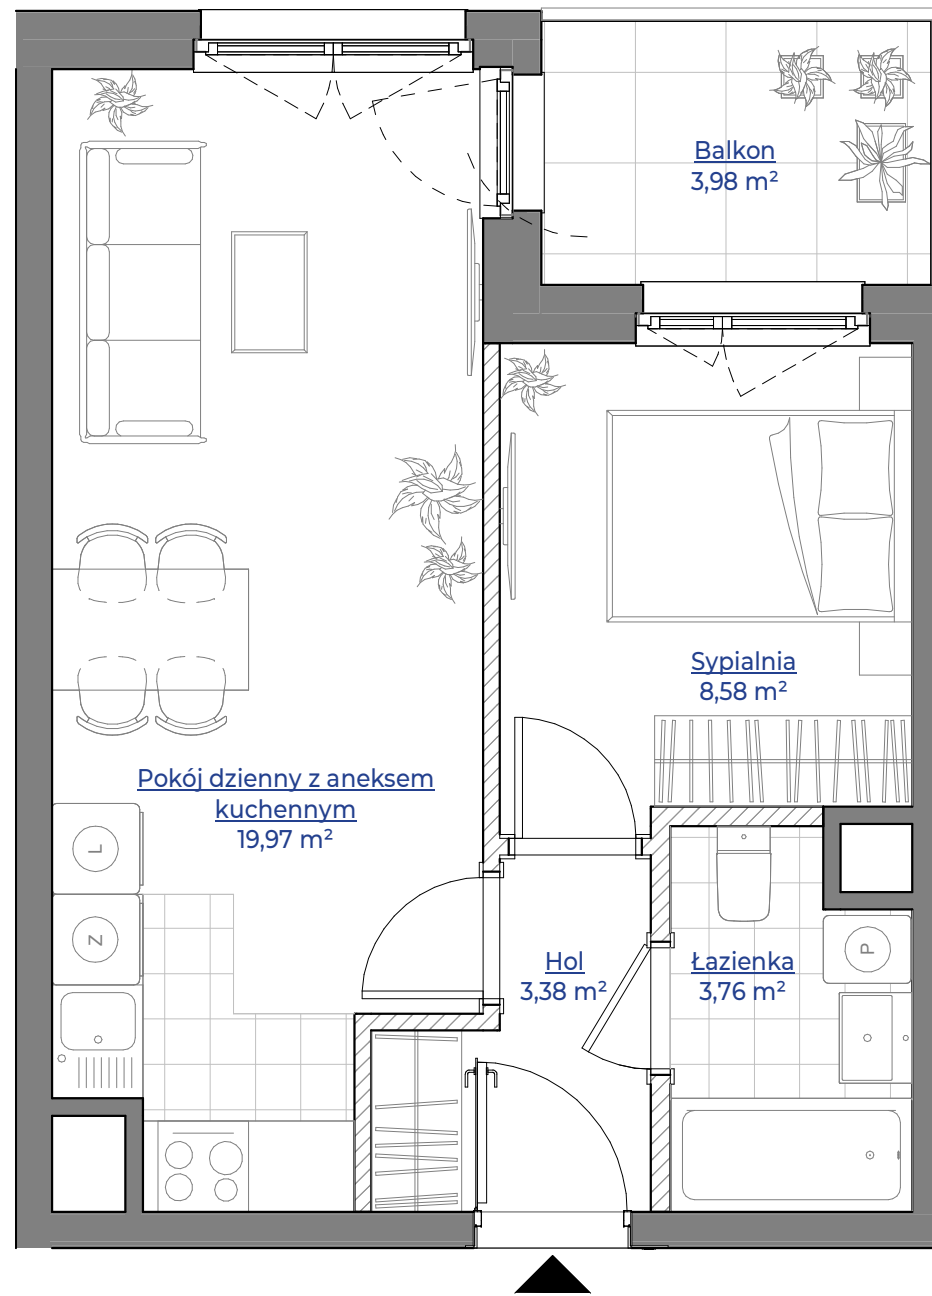 Balkon
3,98 m²
Sypialnia
8,58 m²
Pokój dzienny z aneksem
kuchennym
19,97 m²
L
Z
Hol
3,38 m²
Łazienka
3,76 m²
P